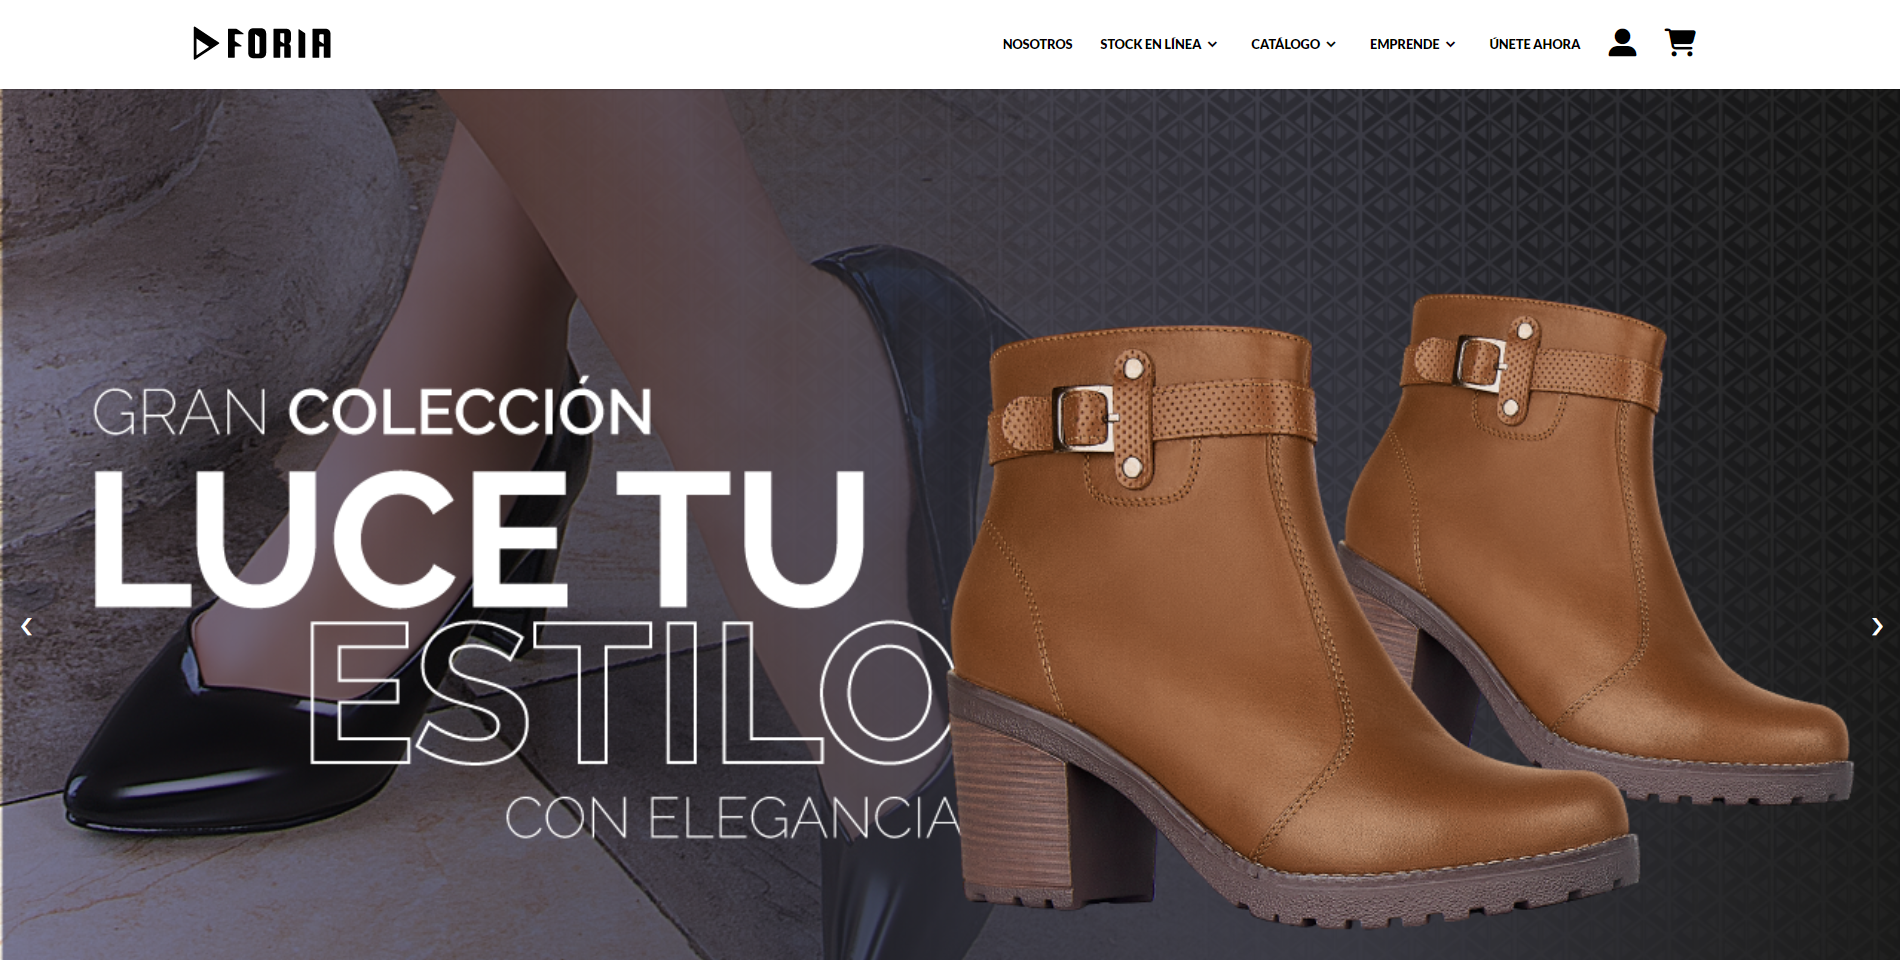 FORIA
NOSOTROS STOCK EN LÍNEA CATÁLOGO EMPRENDE ÚNETE AHORA
GRAN COLECCIÓN
LUCE TU
ESTILO
CON ELEGANCIA